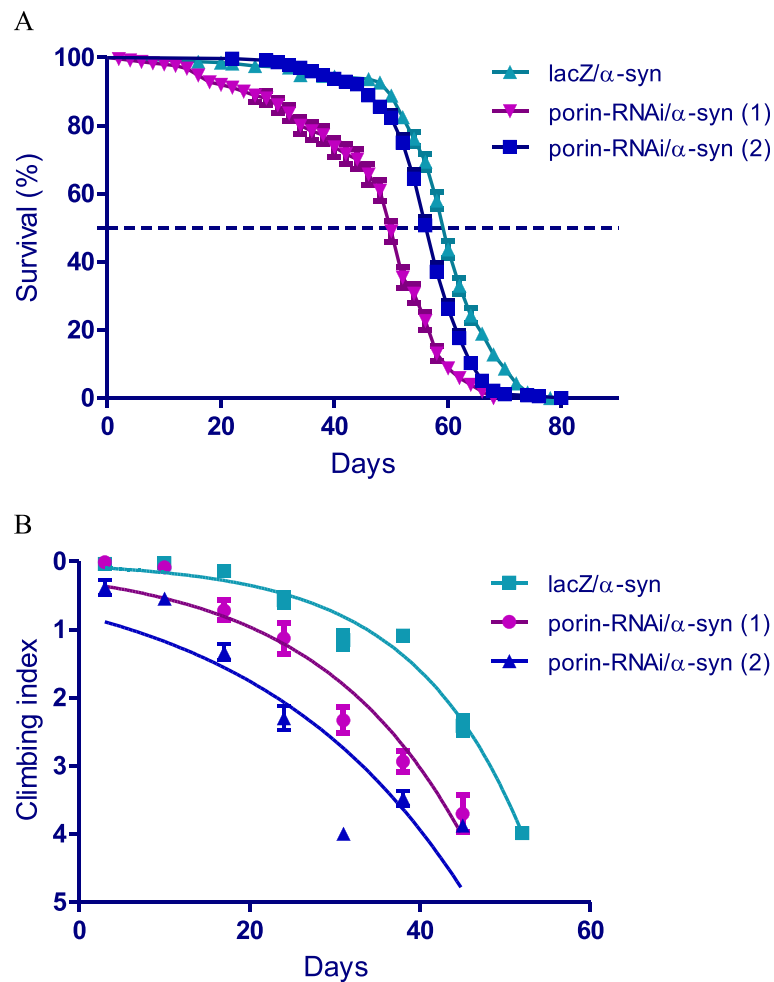 A
100
80
60
40
20
0
Survival (%)
0 20 40 60 80
Days
lacZ/α-syn
porin-RNAi/α-syn (1)
porin-RNAi/α-syn (2)
B
0
1
2
3
4
5
Climbing index
0 20 40 60
Days
lacZ/α-syn
porin-RNAi/α-syn (1)
porin-RNAi/α-syn (2)